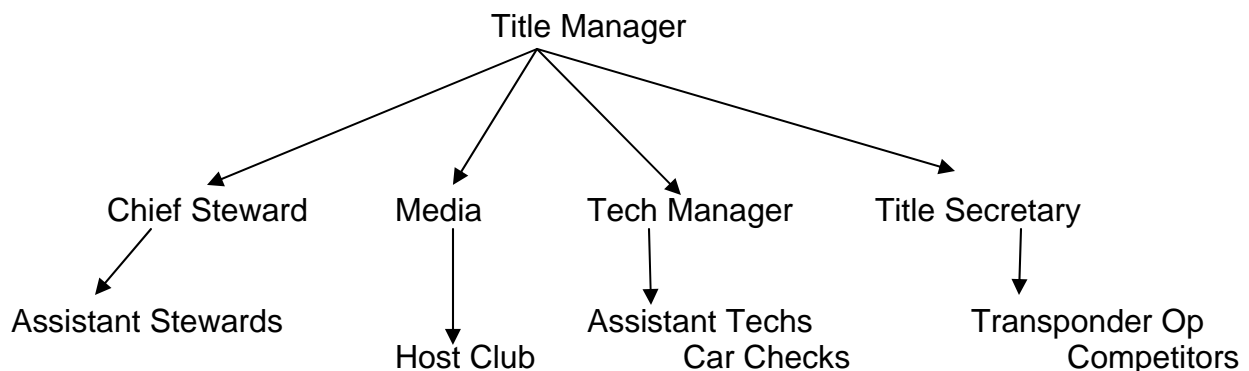 Title Manager
Chief Steward Media Tech Manager Title Secretary
Assistant Stewards Assistant Techs Transponder Op
Host Club Car Checks Competitors